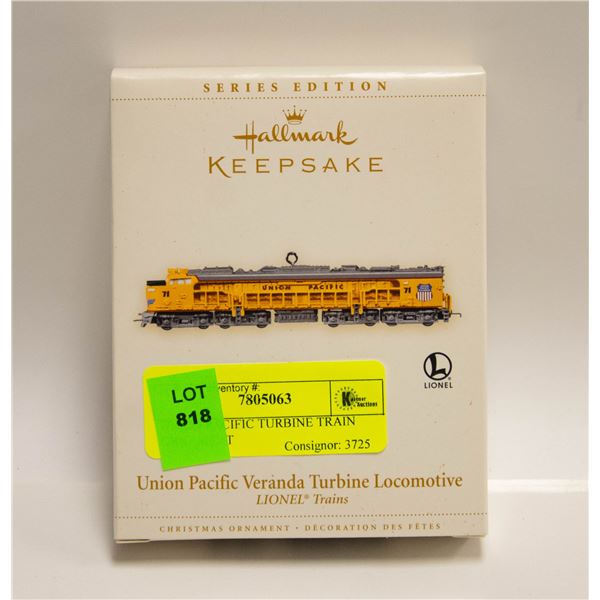 SERIES EDITION
Hallmark
KEEPSAKE
71
UNION PACIFIC
71
L
LIONEL
LOT
818
ventory #:
7805063
K
Auctions
CIFIC TURBINE TRAIN
T
Consignor: 3725
Union Pacific Veranda Turbine Locomotive
LIONEL® Trains
CHRISTMAS ORNAMENT • DÉCORATION DES FÊTES